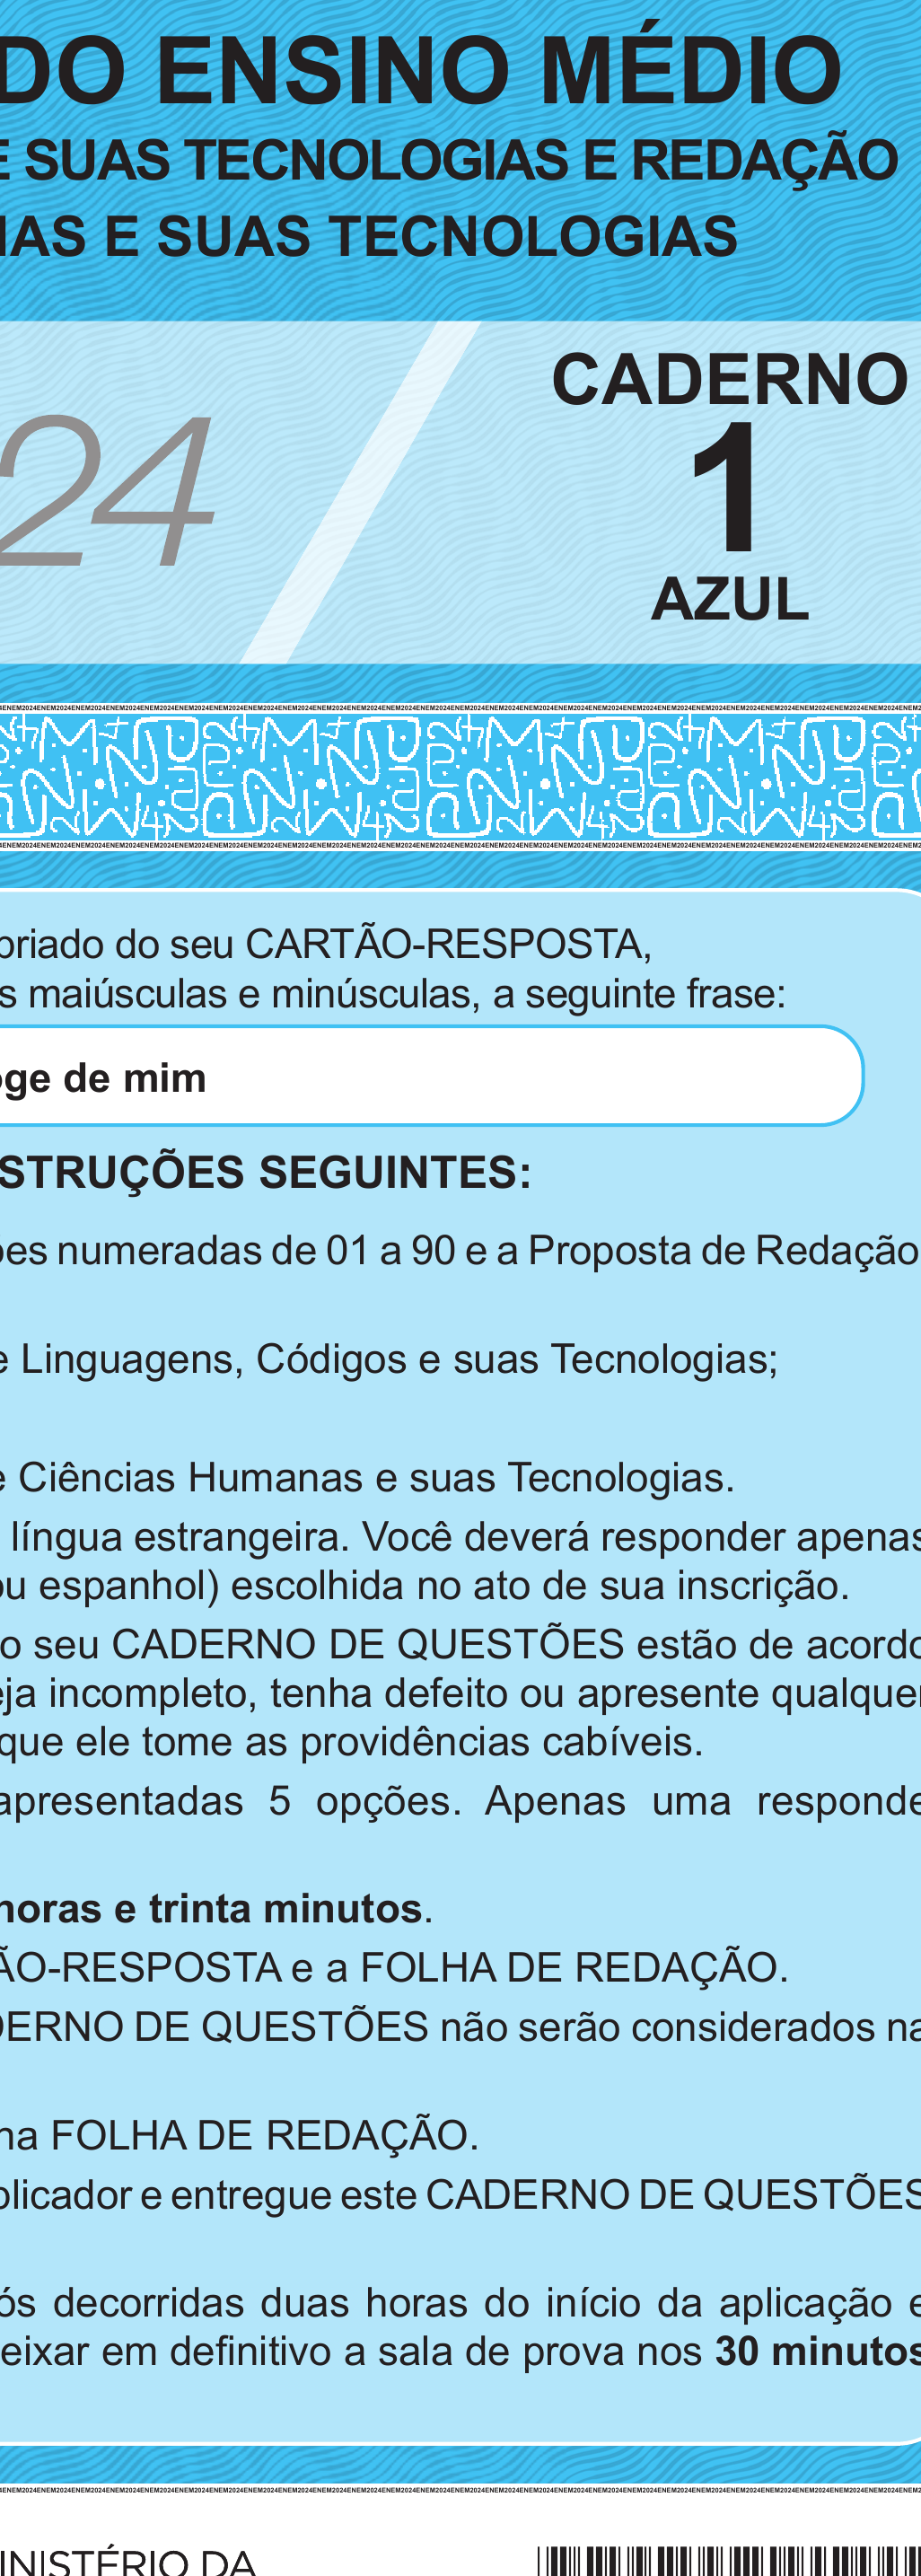 DO ENSINO MÉDIO
E SUAS TECNOLOGIAS E REDAÇÃO
IAS E SUAS TECNOLOGIAS
24
CADERNO
1
AZUL
4ENEM2024ENEM2024ENEM2024ENEM2024ENEM2024ENEM2024ENEM2024ENEM2024ENEM2024ENEM2024ENEM2024ENEM2024ENEM2024ENEM2024ENEM2024ENEM2024
4ENEM2024ENEM2024ENEM2024ENEM2024ENEM2024ENEM2024ENEM2024ENEM2024ENEM2024ENEM2024ENEM2024ENEM2024ENEM2024ENEM2024ENEM2024ENEM2024
priado do seu CARTÃO-RESPOSTA,
s maiúsculas e minúsculas, a seguinte frase:
oge de mim
STRUÇÕES SEGUINTES:
ões numeradas de 01 a 90 e a Proposta de Redação
e Linguagens, Códigos e suas Tecnologias;
e Ciências Humanas e suas Tecnologias.
língua estrangeira. Você deverá responder apenas
ou espanhol) escolhida no ato de sua inscrição.
o seu CADERNO DE QUESTÕES estão de acordo
eja incompleto, tenha defeito ou apresente qualquer
que ele tome as providências cabíveis.
apresentadas 5 opções. Apenas uma responde
horas e trinta minutos.
ÃO-RESPOSTA e a FOLHA DE REDAÇÃO.
DERNO DE QUESTÕES não serão considerados na
na FOLHA DE REDAÇÃO.
plicador e entregue este CADERNO DE QUESTÕES
ós decorridas duas horas do início da aplicação e
eixar em definitivo a sala de prova nos 30 minutos
4ENEM2024ENEM2024ENEM2024ENEM2024ENEM2024ENEM2024ENEM2024ENEM2024ENEM2024ENEM2024ENEM2024ENEM2024ENEM2024ENEM2024ENEM2024ENEM2024
INISTÉRIO DA